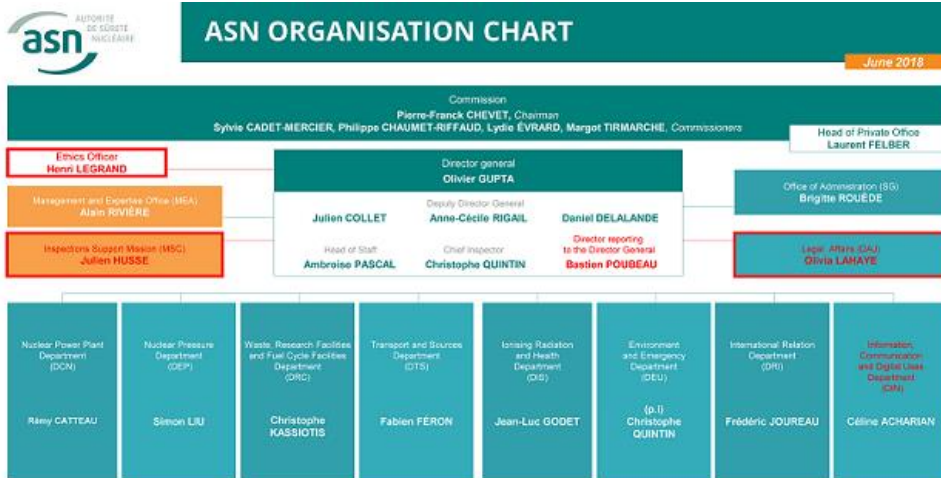 AUTORITÉ
DE SÛRETÉ
NUCLÉAIRE
asn
ASN ORGANISATION CHART
June 2018
Commission
Pierre-Franck CHEVET, Chairman
Sylvie CADET-MERCIER, Philippe CHAUMET-RIFFAUD, Lydie ÉVRARD, Margot TIRMARCHE, Commissioners
Head of Private Office
Laurent FELBER
Ethics Officer
Henri LEGRAND
Director general
Olivier GUPTA
Management and Expertise Office (MEA)
Alain RIVIÈRE
Deputy Director General
Julien COLLET Anne-Cécile RIGAIL Daniel DELALANDE
Office of Administration (SG)
Brigitte ROUÈDE
Inspections Support Mission (MSC)
Julien HUSSE
Head of Staff
Ambroise PASCAL
Chief Inspector
Christophe QUINTIN
Director reporting
to the Director General
Bastien POUBEAU
Legal Affairs (DAJ)
Olivia LAHAYE
Nuclear Power Plant
Department
(DCN)
Rémy CATTEAU
Nuclear Pressure
Department
(DEP)
Simon LIU
Waste, Research Facilities
and Fuel Cycle Facilities
Department
(DRC)
Christophe
KASSIOTIS
Transport and Sources
Department
(DTS)
Fabien FÉRON
Ionising Radiation
and Health
Department
(DIS)
Jean-Luc GODET
Environment
and Emergency
Department
(DEU)
(p.i)
Christophe
QUINTIN
International Relation
Department
(DRI)
Frédéric JOUREAU
Information,
Communication
and Digital Uses
Department
(DIN)
Céline ACHARIAN